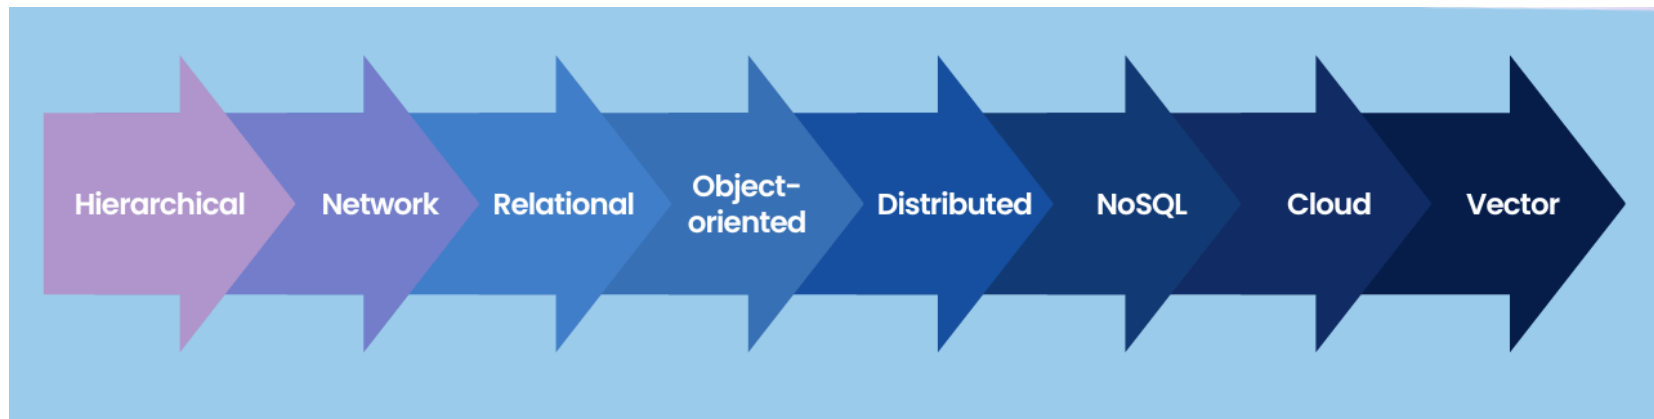 Hierarchical
Network
Relational
Object-
oriented
Distributed
NoSQL
Cloud
Vector